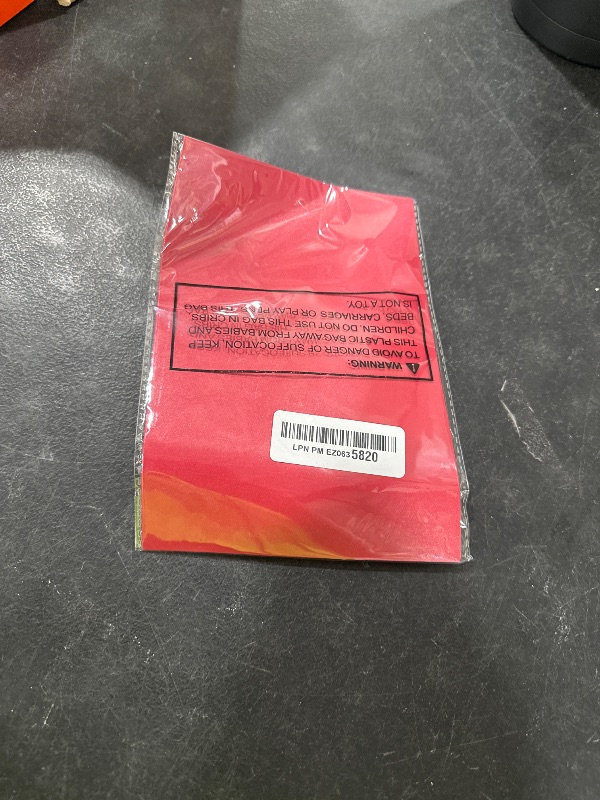 ⚠ WARNING:
TO AVOID DANGER OF SUFFOCATION, KEEP
THIS PLASTIC BAG AWAY FROM BABIES AND
CHILDREN. DO NOT USE THIS BAG IN CRIBS,
BEDS, CARRIAGES OR PLAY PENS. THIS BAG
IS NOT A TOY.
LPN PM EZ0635820